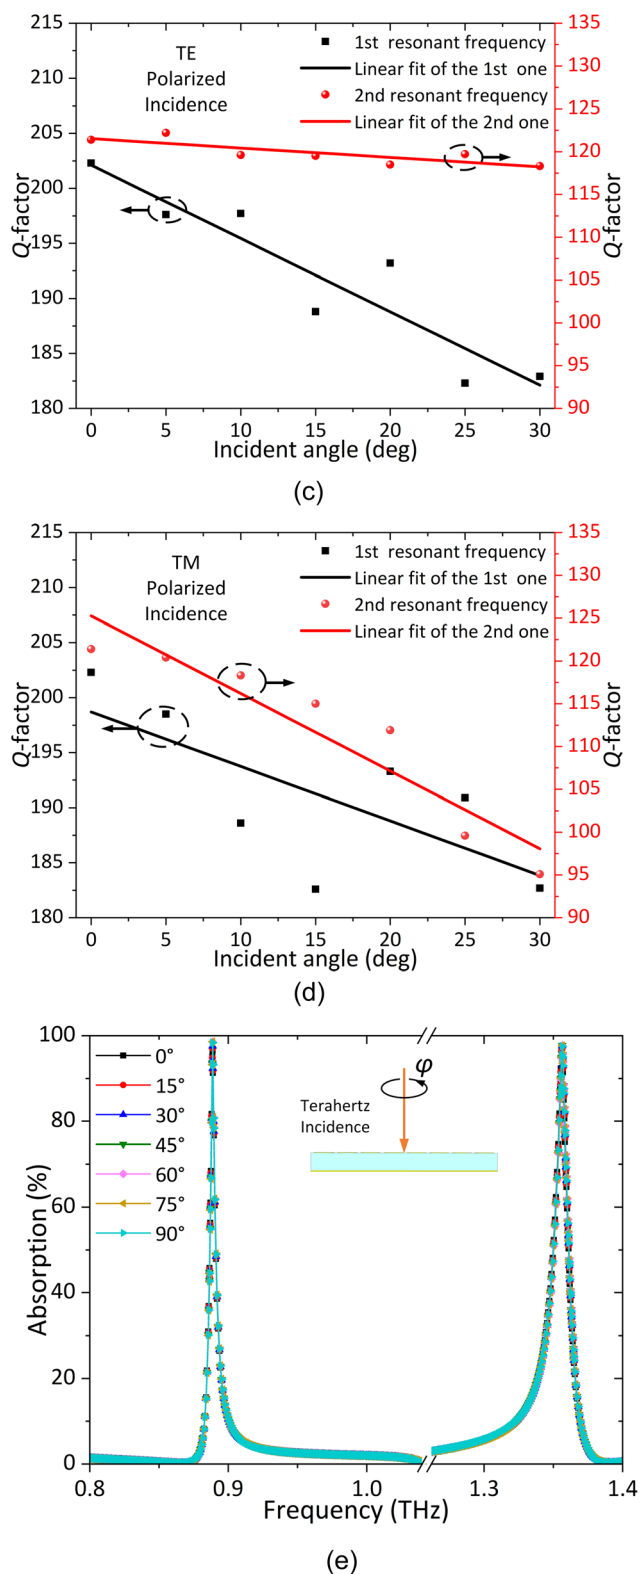 215
210
205
200
195
190
185
180
Q-factor
TE
Polarized
Incidence
1st resonant frequency
Linear fit of the 1st one
2nd resonant frequency
Linear fit of the 2nd one
135
130
125
120
115
110
105
100
95
90
Q-factor
0 5 10 15 20 25 30
Incident angle (deg)
(c)
215
210
205
200
195
190
185
180
Q-factor
TM
Polarized
Incidence
1st resonant frequency
Linear fit of the 1st one
2nd resonant frequency
Linear fit of the 2nd one
135
130
125
120
115
110
105
100
95
90
Q-factor
0 5 10 15 20 25 30
Incident angle (deg)
(d)
100
80
60
40
20
0
Absorption (%)
0°
15°
30°
45°
60°
75°
90°
φ
Terahertz
Incidence
0.8 0.9 1.0 1.3 1.4
Frequency (THz)
(e)